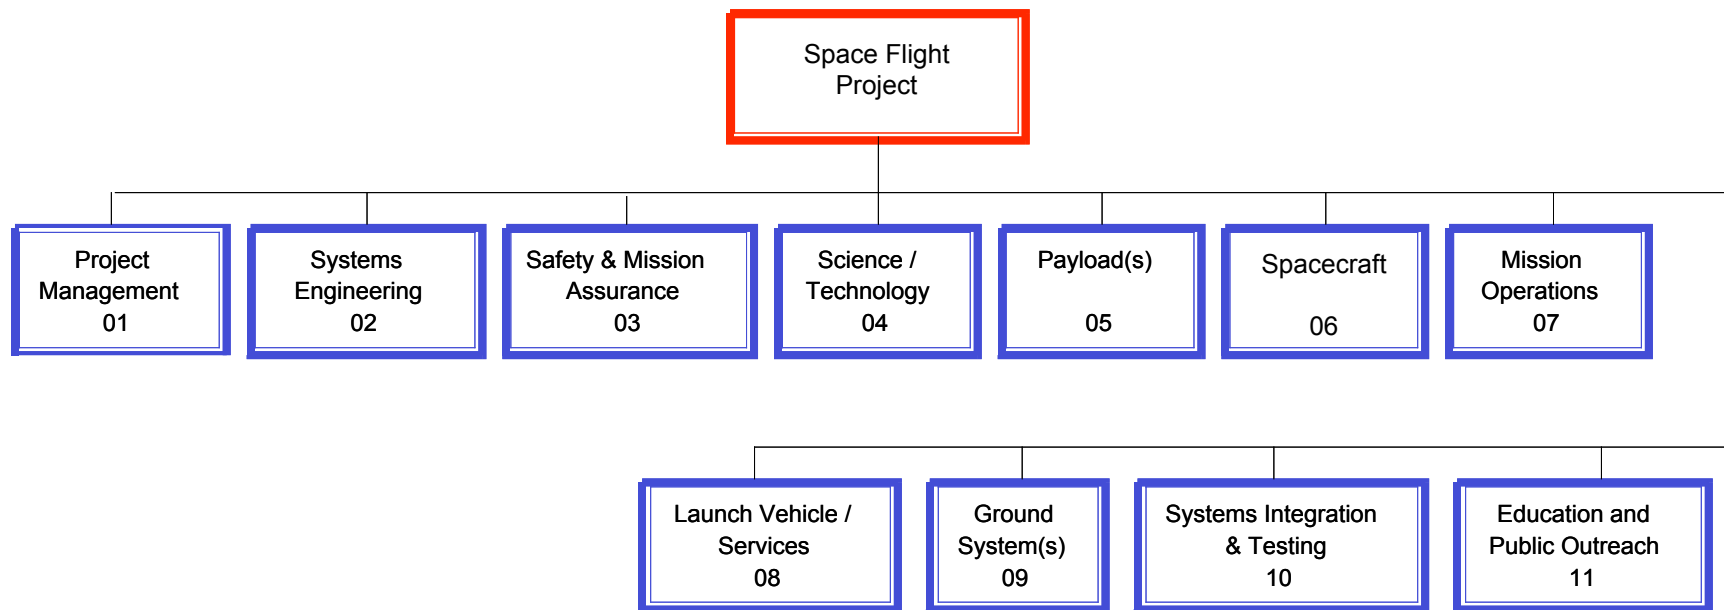 Space Flight
Project
Project
Management
01
Systems
Engineering
02
Safety & Mission
Assurance
03
Science /
Technology
04
Payload(s)
05
Spacecraft
06
Mission
Operations
07
Launch Vehicle /
Services
08
Ground
System(s)
09
Systems Integration
& Testing
10
Education and
Public Outreach
11